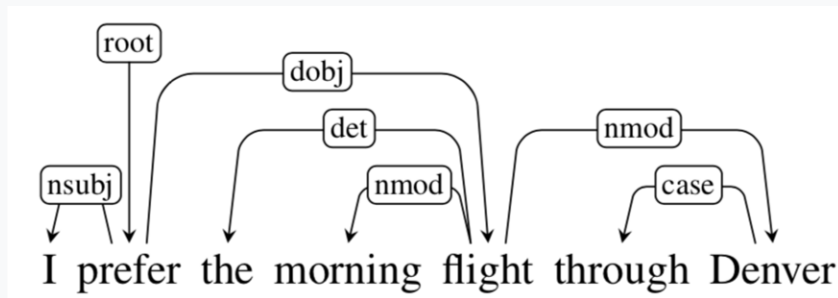 root
dobj
det
nmod
nsubj
nmod
case
I prefer the morning flight through Denver